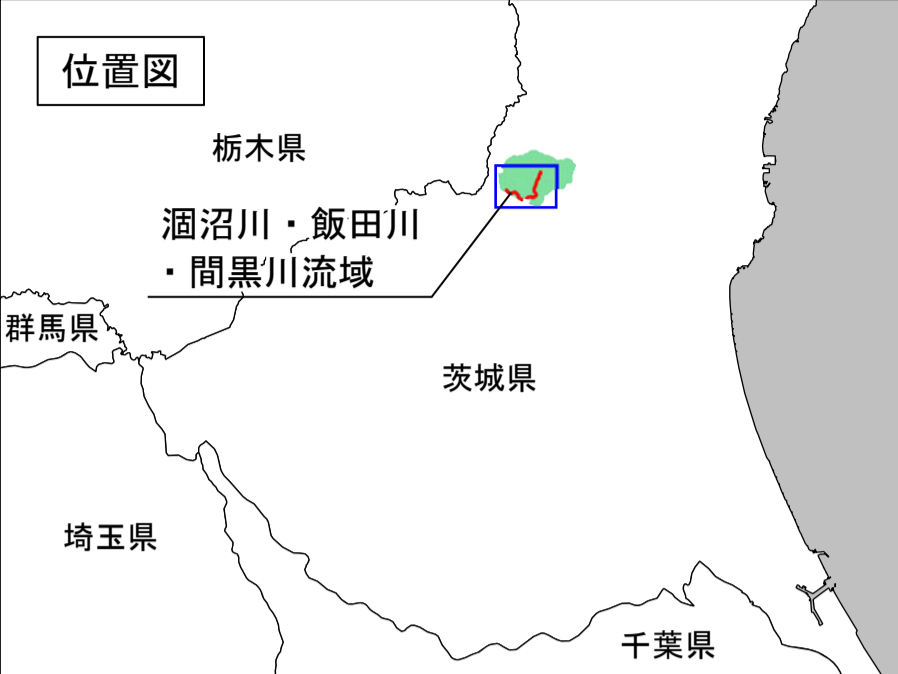 位置図
栃木県
涸沼川・飯田川
・間黒川流域
群馬県
茨城県
埼玉県
千葉県